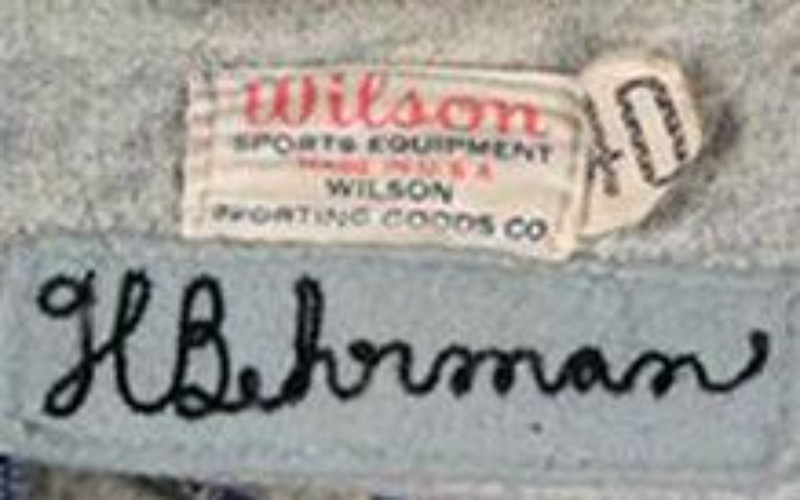 Wilson
SPORTS EQUIPMENT
MADE IN U.S.A
WILSON
SPORTING GOODS CO.
H Behrman